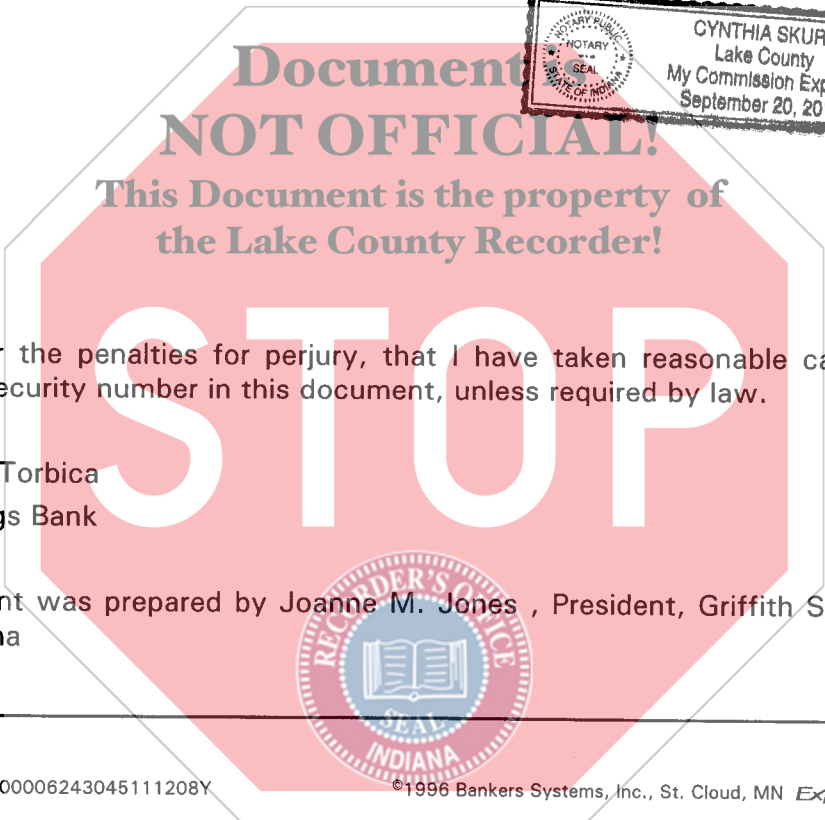 CYNTHIA SKUR
Lake County
My Commission Exp
September 20, 20
NOTARY PUBLIC
NOTARY
SEAL
STATE OF INDIANA
Document is
NOT OFFICIAL!
This Document is the property of
the Lake County Recorder!
STOP
r the penalties for perjury, that I have taken reasonable ca
ecurity number in this document, unless required by law.
Torbica
gs Bank
nt was prepared by Joanne M. Jones , President, Griffith S
na
RECORDER'S OFFICE
SEAL
INDIANA
00006243045111208Y
©1996 Bankers Systems, Inc., St. Cloud, MN Exp